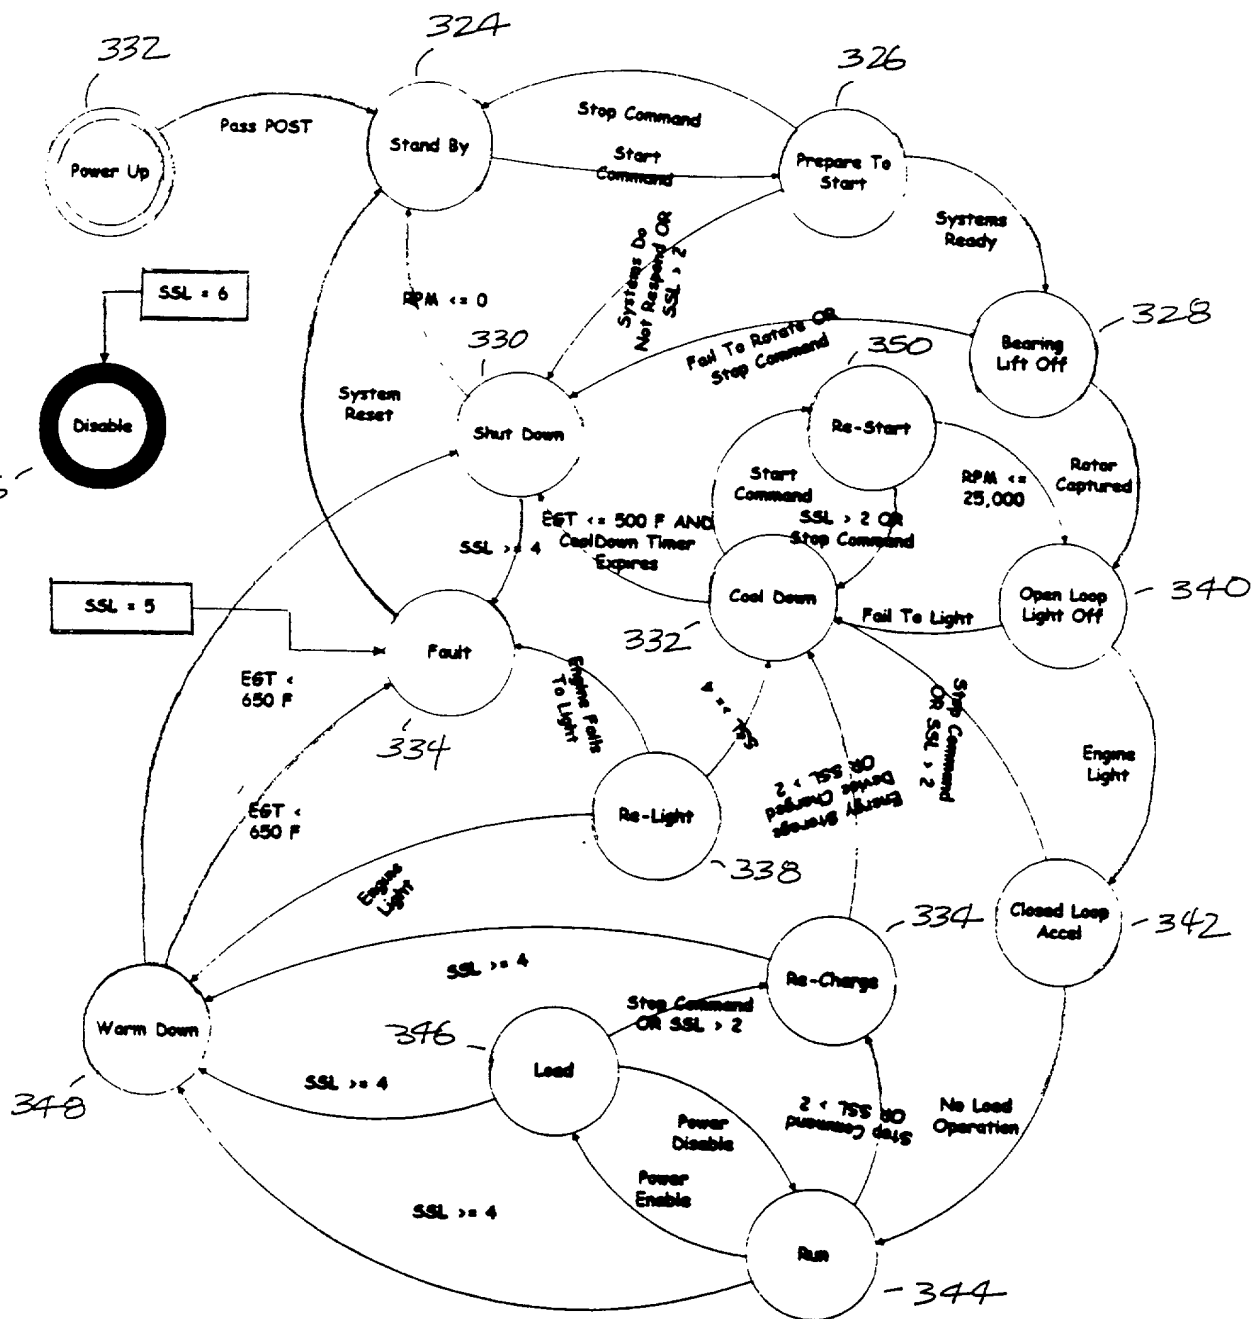 332
324
326
Power Up
Pass POST
Stand By
Stop Command
Start
Command
Prepare To
Start
Systems
Ready
SSL = 6
Disable
RPM <= 0
Systems Do
Not Respond OR
SSL > 2
330
Fail To Rotate OR
Stop Command
350
Bearing
Lift Off
328
System
Reset
Shut Down
Re-Start
Start
Command
RPM <=
25,000
Rotor
Captured
SSL >= 4
EGT <= 500 F AND
CoolDown Timer
Expires
SSL > 2 OR
Stop Command
SSL = 5
Cool Down
332
Fail To Light
Open Loop
Light Off
340
Fault
334
EGT <
650 F
Engine Fails
To Light
SSL >= 4
Stop Command
OR SSL > 2
Engine
Light
EGT <
650 F
Re-Light
338
Energy Storage
Device Charged
OR SSL > 2
Engine
Light
334
Closed Loop
Accel
342
SSL >= 4
Re-Charge
Warm Down
348
346
Load
Stop Command
OR SSL > 2
SSL >= 4
Power
Disable
Power
Enable
Stop Command
OR SSL > 2
No Load
Operation
SSL >= 4
Run
344